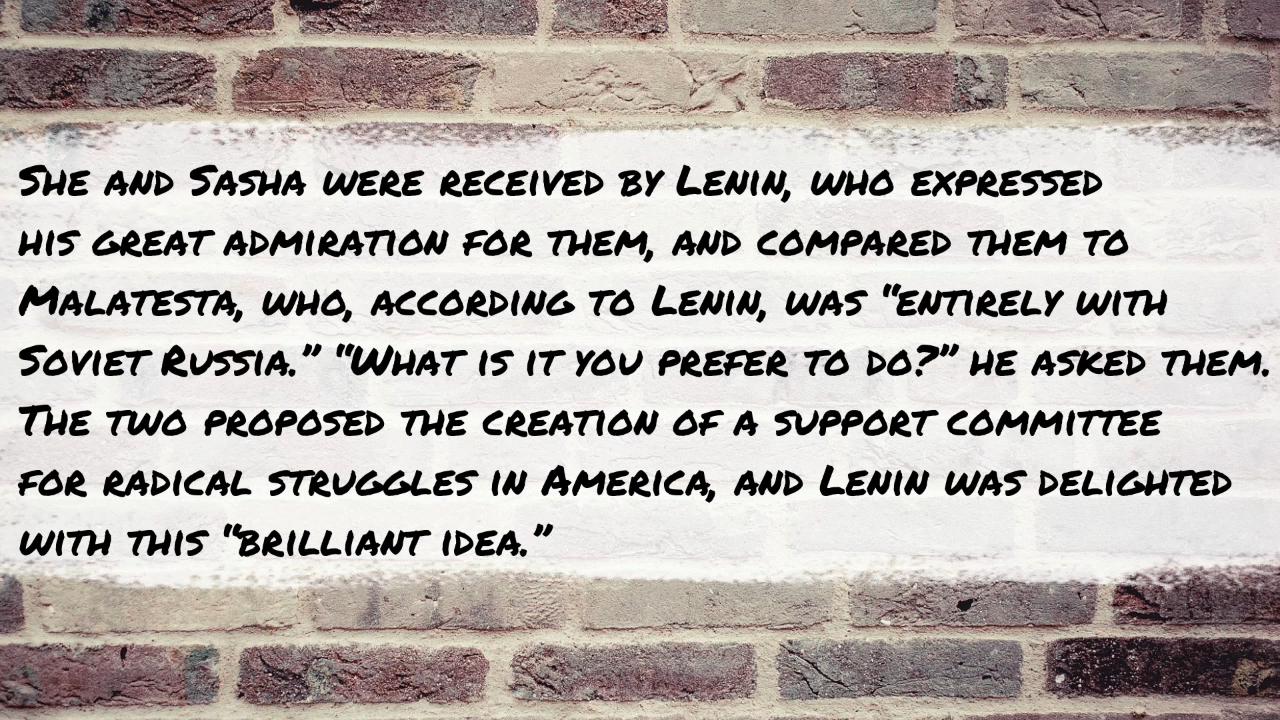 She and Sasha were received by Lenin, who expressed
his great admiration for them, and compared them to
Malatesta, who, according to Lenin, was “entirely with
Soviet Russia.” “What is it you prefer to do?” he asked them.
The two proposed the creation of a support committee
for radical struggles in America, and Lenin was delighted
with this “brilliant idea.”